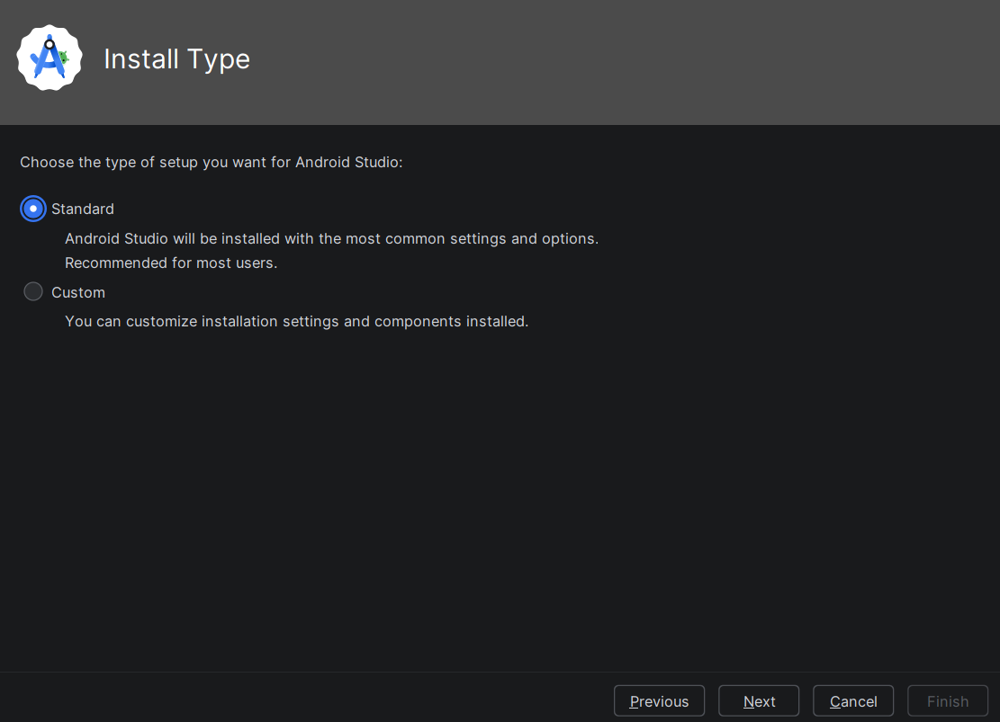 Install Type
Choose the type of setup you want for Android Studio:
Standard
Android Studio will be installed with the most common settings and options.
Recommended for most users.
Custom
You can customize installation settings and components installed.
Previous Next Cancel Finish